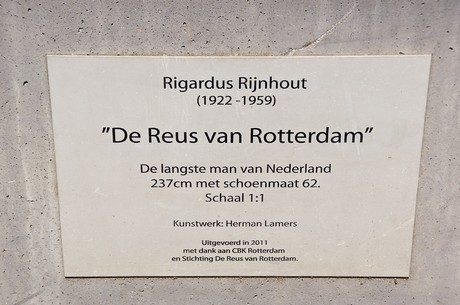 Rigardus Rijnhout
(1922 -1959)
"De Reus van Rotterdam"
De langste man van Nederland
237cm met schoenmaat 62.
Schaal 1:1
Kunstwerk: Herman Lamers
Uitgevoerd in 2011
met dank aan CBK Rotterdam
en Stichting De Reus van Rotterdam.